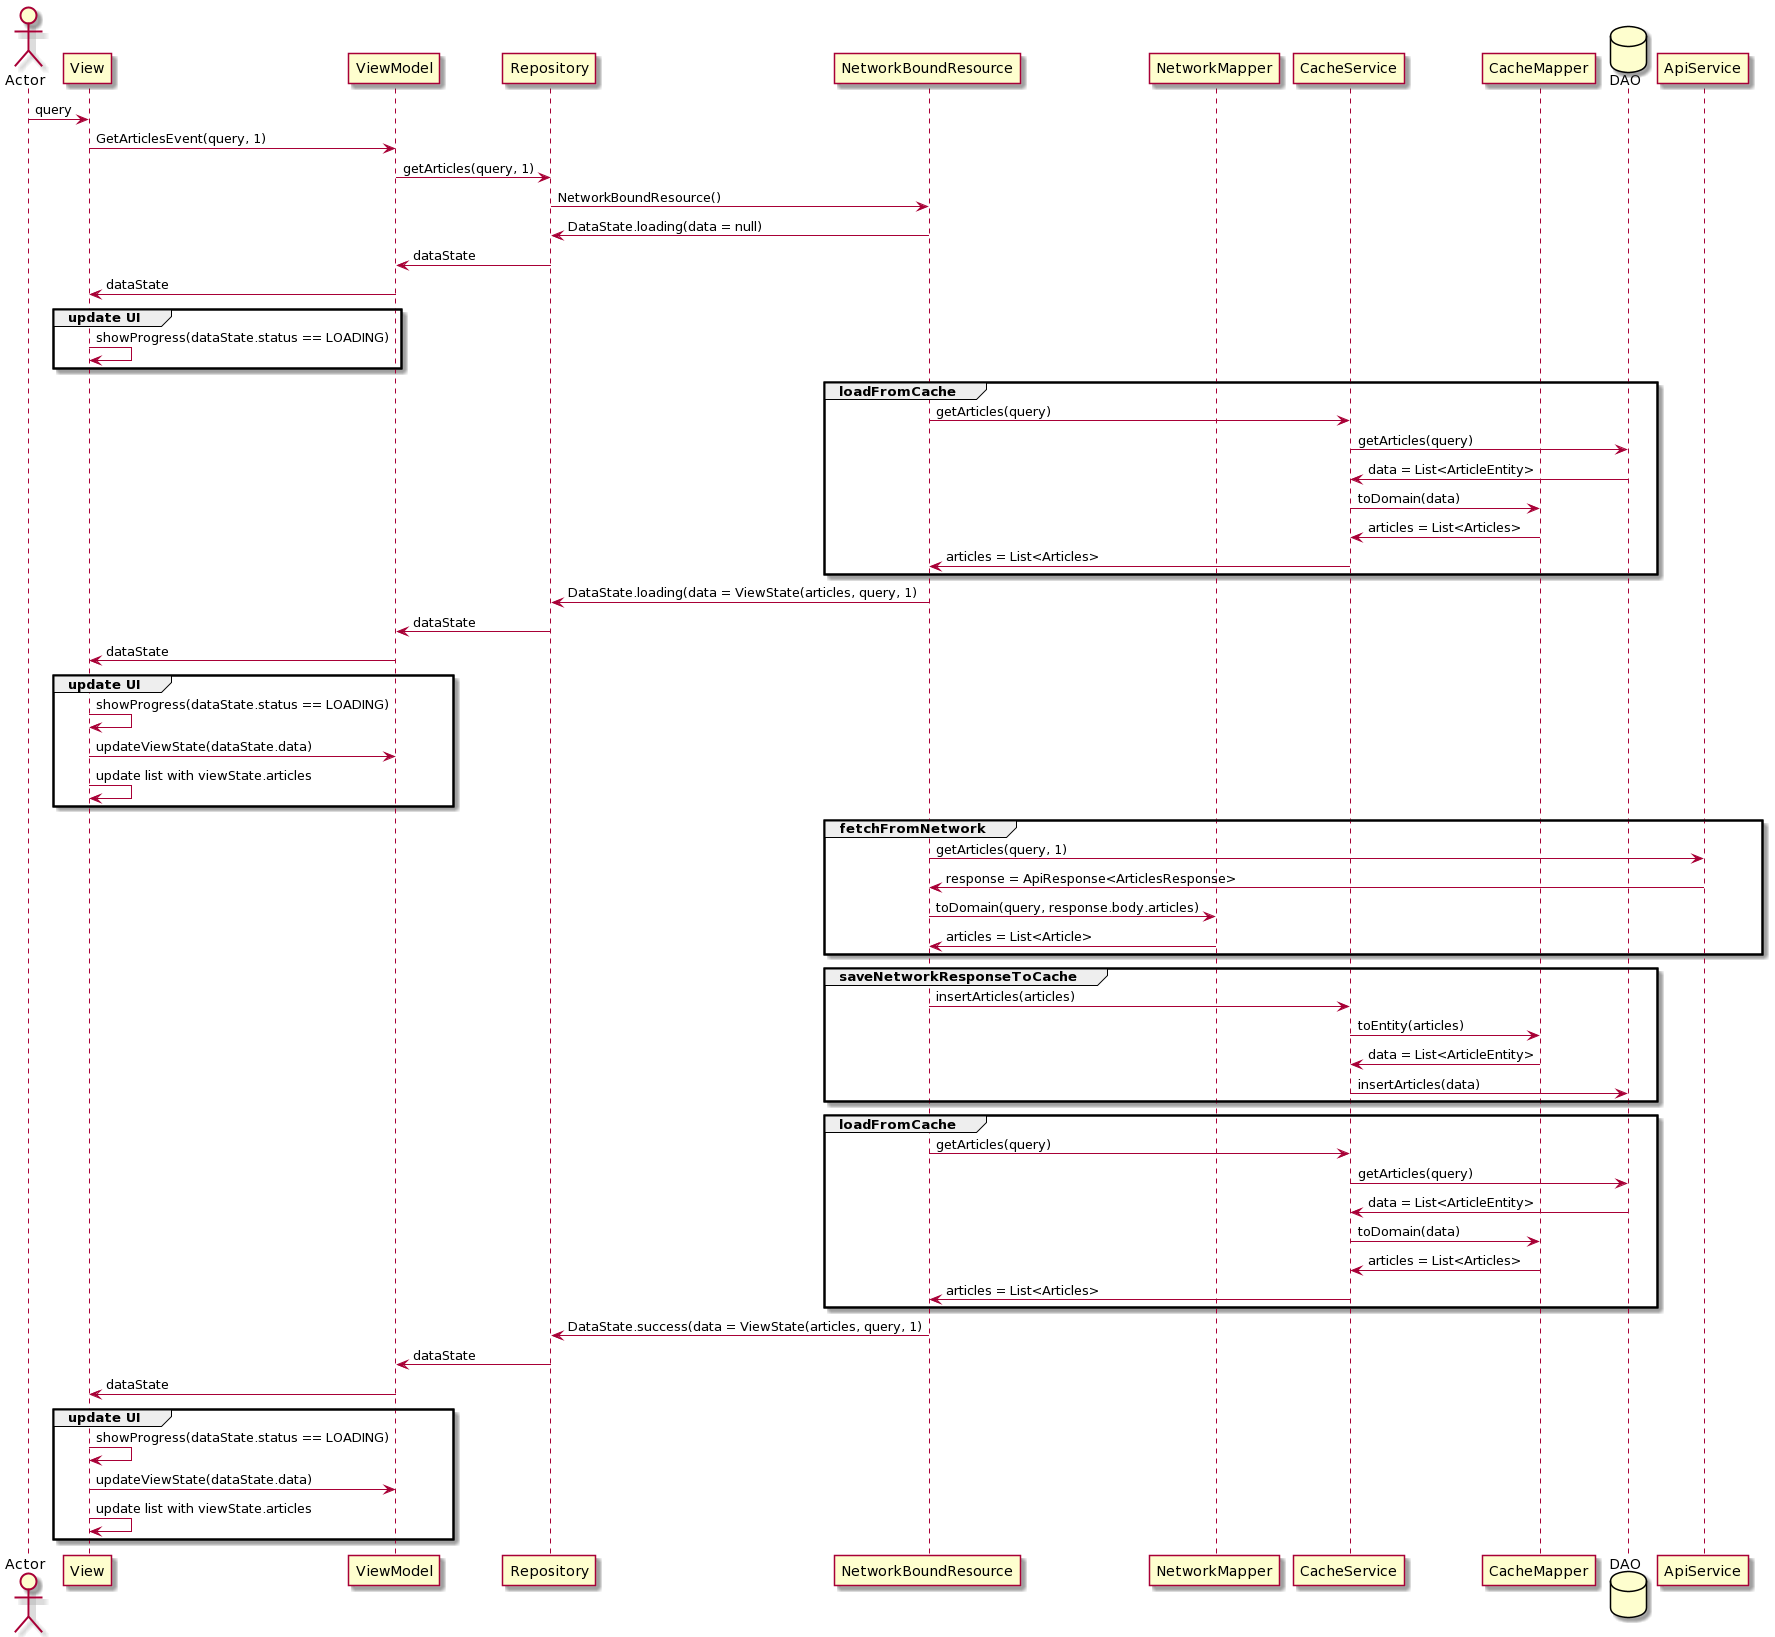 Actor
View
ViewModel
Repository
NetworkBoundResource
NetworkMapper
CacheService
CacheMapper
DAO
ApiService
query
GetArticlesEvent(query, 1)
getArticles(query, 1)
NetworkBoundResource()
DataState.loading(data = null)
dataState
dataState
update UI
showProgress(dataState.status == LOADING)
loadFromCache
getArticles(query)
getArticles(query)
data = List<ArticleEntity>
toDomain(data)
articles = List<Articles>
articles = List<Articles>
DataState.loading(data = ViewState(articles, query, 1)
dataState
dataState
update UI
showProgress(dataState.status == LOADING)
updateViewState(dataState.data)
update list with viewState.articles
fetchFromNetwork
getArticles(query, 1)
response = ApiResponse<ArticlesResponse>
toDomain(query, response.body.articles)
articles = List<Article>
saveNetworkResponseToCache
insertArticles(articles)
toEntity(articles)
data = List<ArticleEntity>
insertArticles(data)
loadFromCache
getArticles(query)
getArticles(query)
data = List<ArticleEntity>
toDomain(data)
articles = List<Articles>
articles = List<Articles>
DataState.success(data = ViewState(articles, query, 1)
dataState
dataState
update UI
showProgress(dataState.status == LOADING)
updateViewState(dataState.data)
update list with viewState.articles
Actor
View
ViewModel
Repository
NetworkBoundResource
NetworkMapper
CacheService
CacheMapper
DAO
ApiService